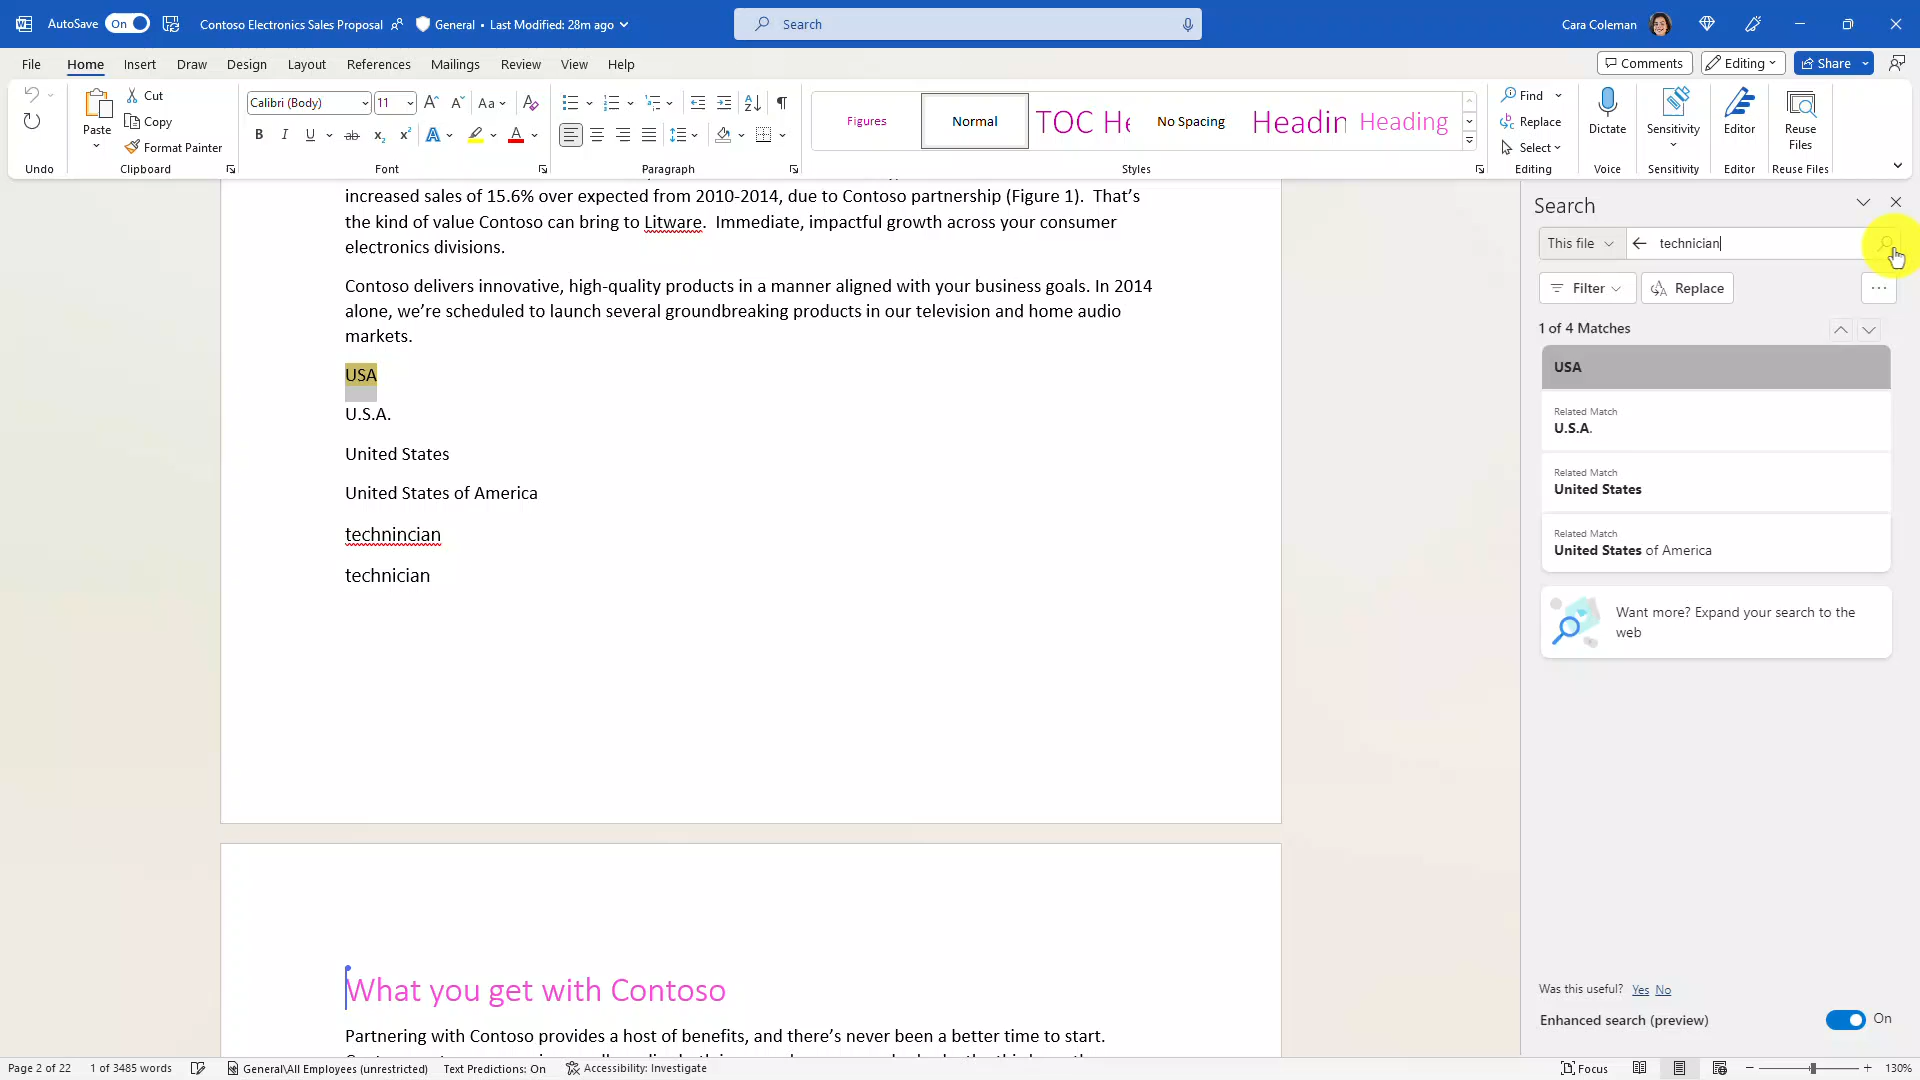 AutoSave On Contoso Electronics Sales Proposal General • Last Modified: 28m ago Search Cara Coleman
File Home Insert Draw Design Layout References Mailings Review View Help Comments Editing Share
Paste Cut Copy Format Painter
Calibri (Body) 11 Aa
B I U ab x₂ x² A A
Figures Normal TOC He No Spacing Headin Heading
Find Replace Select
Dictate Sensitivity Editor Reuse Files
Undo Clipboard Font Paragraph Styles Editing Voice Sensitivity Editor Reuse Files
increased sales of 15.6% over expected from 2010-2014, due to Contoso partnership (Figure 1). That's
the kind of value Contoso can bring to Litware. Immediate, impactful growth across your consumer
electronics divisions.
Contoso delivers innovative, high-quality products in a manner aligned with your business goals. In 2014
alone, we're scheduled to launch several groundbreaking products in our television and home audio
markets.
USA
U.S.A.
United States
United States of America
technincian
technician
What you get with Contoso
Partnering with Contoso provides a host of benefits, and there's never been a better time to start.
Search
This file technician
Filter Replace ...
1 of 4 Matches
USA
Related Match
U.S.A.
Related Match
United States
Related Match
United States of America
Want more? Expand your search to the
web
Was this useful? Yes No
Enhanced search (preview) On
Page 2 of 22 1 of 3485 words General\All Employees (unrestricted) Text Predictions: On Accessibility: Investigate Focus 130%